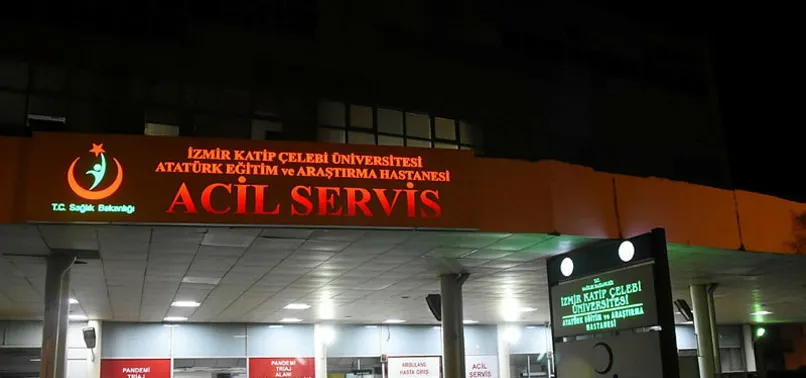 İZMİR KATİP ÇELEBİ ÜNİVERSİTESİ
ATATÜRK EĞİTİM ve ARAŞTIRMA HASTANESİ
ACİL SERVİS
T.C. Sağlık Bakanlığı
T.C.
SAĞLIK BAKANLIĞI
İZMİR KATİP ÇELEBİ
ÜNİVERSİTESİ
ATATÜRK EĞİTİM ve ARAŞTIRMA
HASTANESİ
PANDEMİ
TRİAJ
PANDEMİ
TRİAJ
ALANI
AMBULANS
HASTA GİRİŞ
ACİL
SERVİS